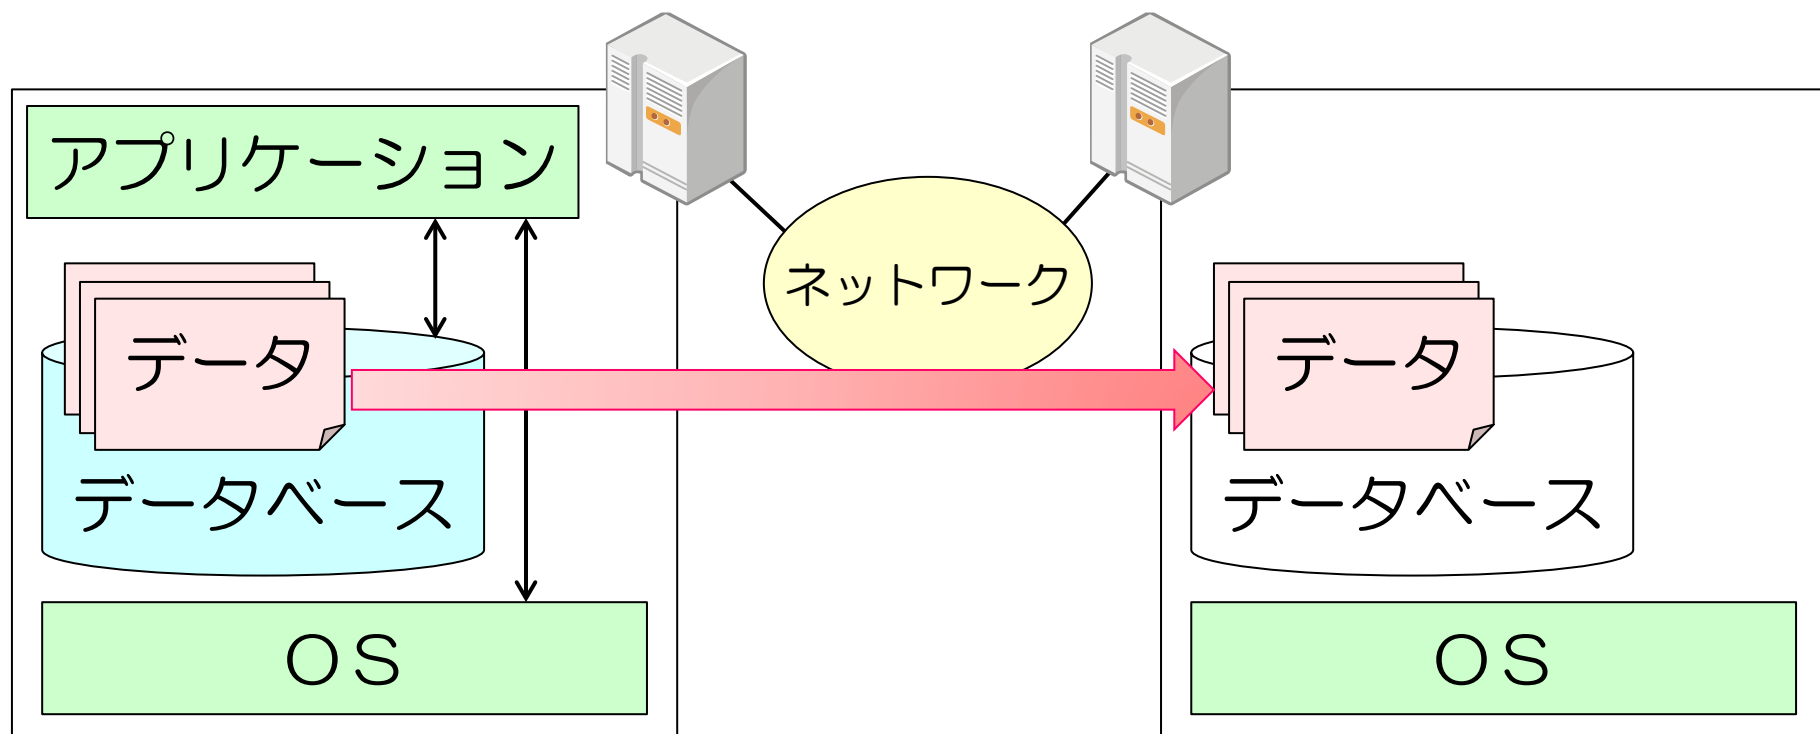 アプリケーション
ネットワーク
データ
データベース
ＯＳ
データ
データベース
ＯＳ